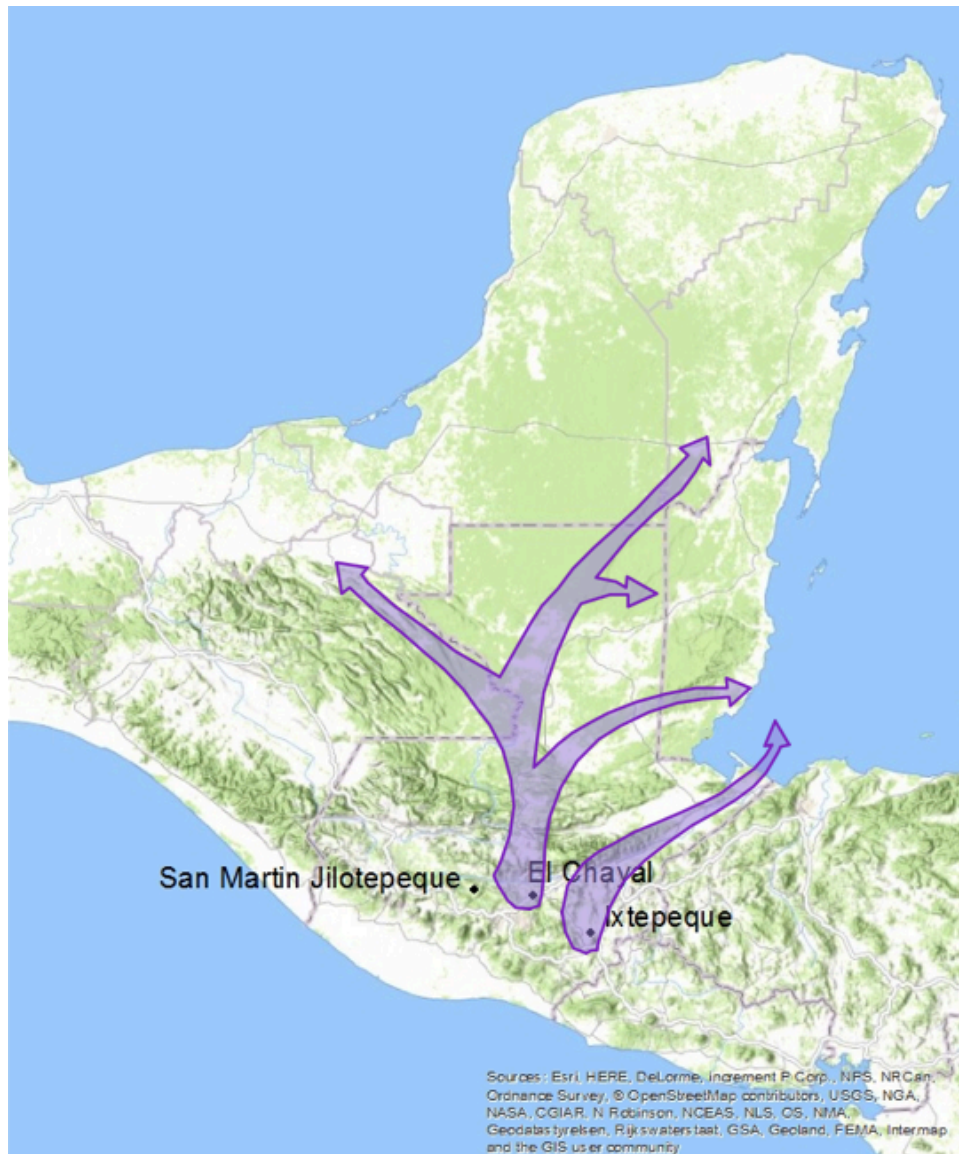 El Chayal
San Martin Jilotepeque
Ixtepeque
Sources: Esri, HERE, DeLorme, Increment P Corp., NPS, NRCan,
Ordnance Survey, © OpenStreetMap contributors, USGS, NGA,
NASA, CGIAR, N Robinson, NCEAS, NLS, OS, NMA,
Geodatastyrelsen, Rijkswaterstaat, GSA, Geoland, FEMA, Intermap
and the GIS user community